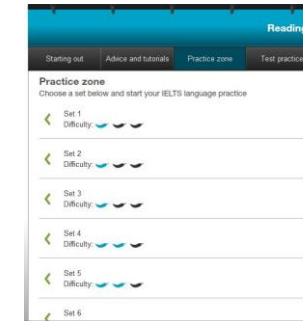 Reading
Starting out Advice and tutorials Practice zone Test practice
Practice zone
Choose a set below and start your IELTS language practice
Set 1
Difficulty:
Set 2
Difficulty:
Set 3
Difficulty:
Set 4
Difficulty:
Set 5
Difficulty:
Set 6